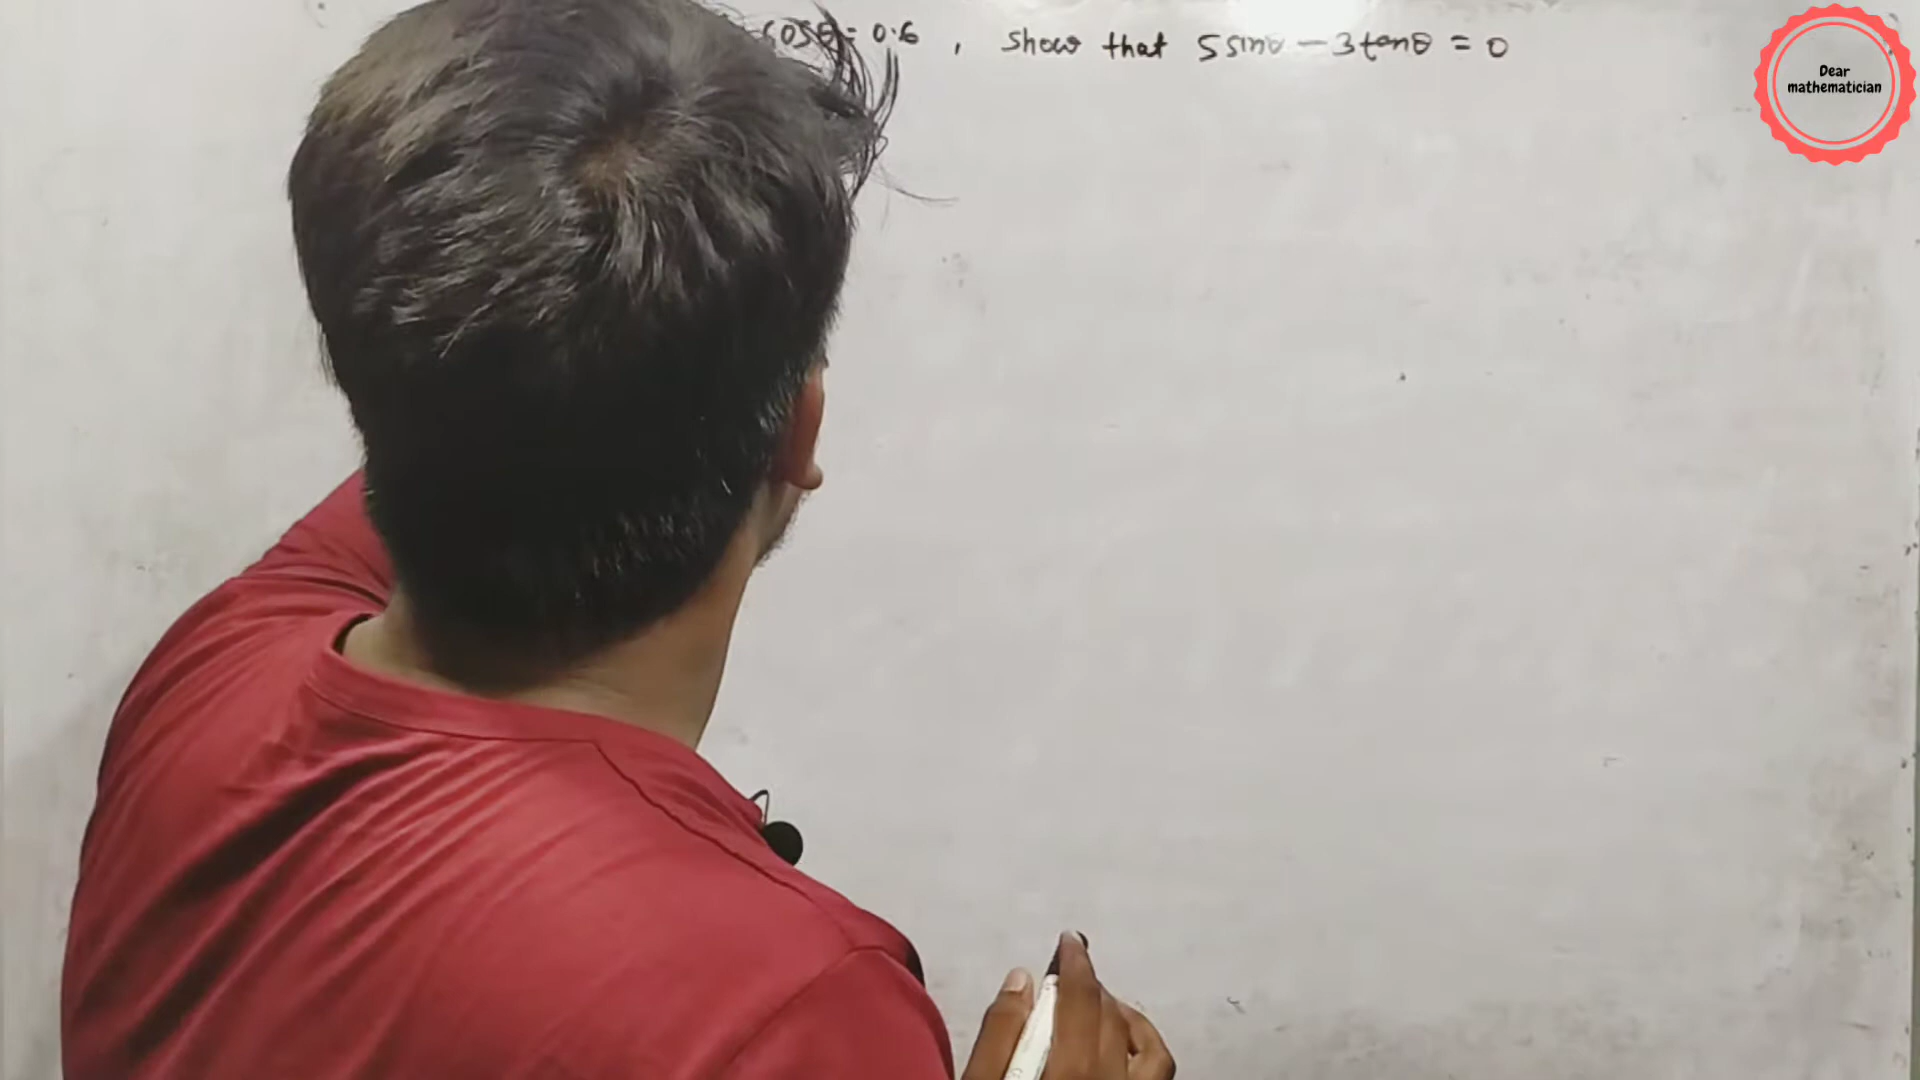 cosθ = 0.6 , show that 5sinθ - 3tanθ = 0
Dear
mathematician